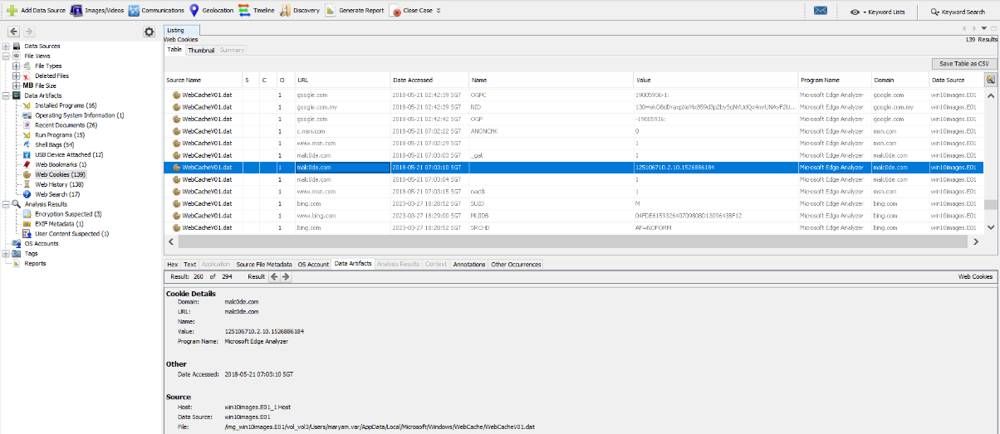 Add Data Source Images/Videos Communications Geolocation Timeline Discovery Generate Report Close Case Keyword Lists Keyword Search
Listing
Web Cookies 139 Results
Table Thumbnail Summary
Save Table as CSV
Data Sources
File Views
File Types
Deleted Files
MB File Size
Data Artifacts
Installed Programs (16)
Operating System Information (1)
Recent Documents (26)
Run Programs (15)
Shell Bags (54)
USB Device Attached (12)
Web Bookmarks (1)
Web Cookies (139)
Web History (138)
Web Search (17)
Analysis Results
Encryption Suspected (3)
EXIF Metadata (1)
User Content Suspected (1)
OS Accounts
Tags
Reports
Source Name S C O URL Date Accessed Name Value Program Name Domain Data Source
WebCacheV01.dat 1 google.com 2018-05-21 02:42:39 SGT OGPC 19005936-1: Microsoft Edge Analyzer google.com win10images.E01
WebCacheV01.dat 1 google.com.my 2018-05-21 02:42:39 SGT NID Microsoft Edge Analyzer google.com.my win10images.E01
WebCacheV01.dat 1 google.com 2018-05-21 02:42:42 SGT OGP -19005936: Microsoft Edge Analyzer google.com win10images.E01
WebCacheV01.dat 1 c.msn.com 2018-05-21 07:02:22 SGT ANONCHK 0 Microsoft Edge Analyzer msn.com win10images.E01
WebCacheV01.dat 1 www.msn.com 2018-05-21 07:02:29 SGT 1 Microsoft Edge Analyzer msn.com win10images.E01
WebCacheV01.dat 1 malc0de.com 2018-05-21 07:03:03 SGT _gat 1 Microsoft Edge Analyzer malc0de.com win10images.E01
WebCacheV01.dat 1 malc0de.com 2018-05-21 07:03:10 SGT 125106710.2.10.1526886184 Microsoft Edge Analyzer malc0de.com win10images.E01
WebCacheV01.dat 1 malc0de.com 2018-05-21 07:03:04 SGT 1 Microsoft Edge Analyzer malc0de.com win10images.E01
WebCacheV01.dat 1 www.msn.com 2018-05-21 07:03:15 SGT nactk 1 Microsoft Edge Analyzer msn.com win10images.E01
WebCacheV01.dat 1 bing.com 2023-03-27 18:28:52 SGT SUID M Microsoft Edge Analyzer bing.com win10images.E01
WebCacheV01.dat 1 www.bing.com 2023-03-27 18:29:00 SGT MUIDB 04FDE615932640709808D1309643BF12 Microsoft Edge Analyzer bing.com win10images.E01
WebCacheV01.dat 1 bing.com 2023-03-27 18:28:52 SGT SRCHD AF=NOFORM Microsoft Edge Analyzer bing.com win10images.E01
Hex Text Application Source File Metadata OS Account Data Artifacts Analysis Results Context Annotations Other Occurrences
Result: 260 of 294 Result Web Cookies
Cookie Details
Domain: malc0de.com
URL: malc0de.com
Name:
Value: 125106710.2.10.1526886184
Program Name: Microsoft Edge Analyzer
Other
Date Accessed: 2018-05-21 07:03:10 SGT
Source
Host: win10images.E01_1 Host
Data Source: win10images.E01
File: /img_win10images.E01/vol_vol3/Users/maryam.var/AppData/Local/Microsoft/Windows/WebCache/WebCacheV01.dat